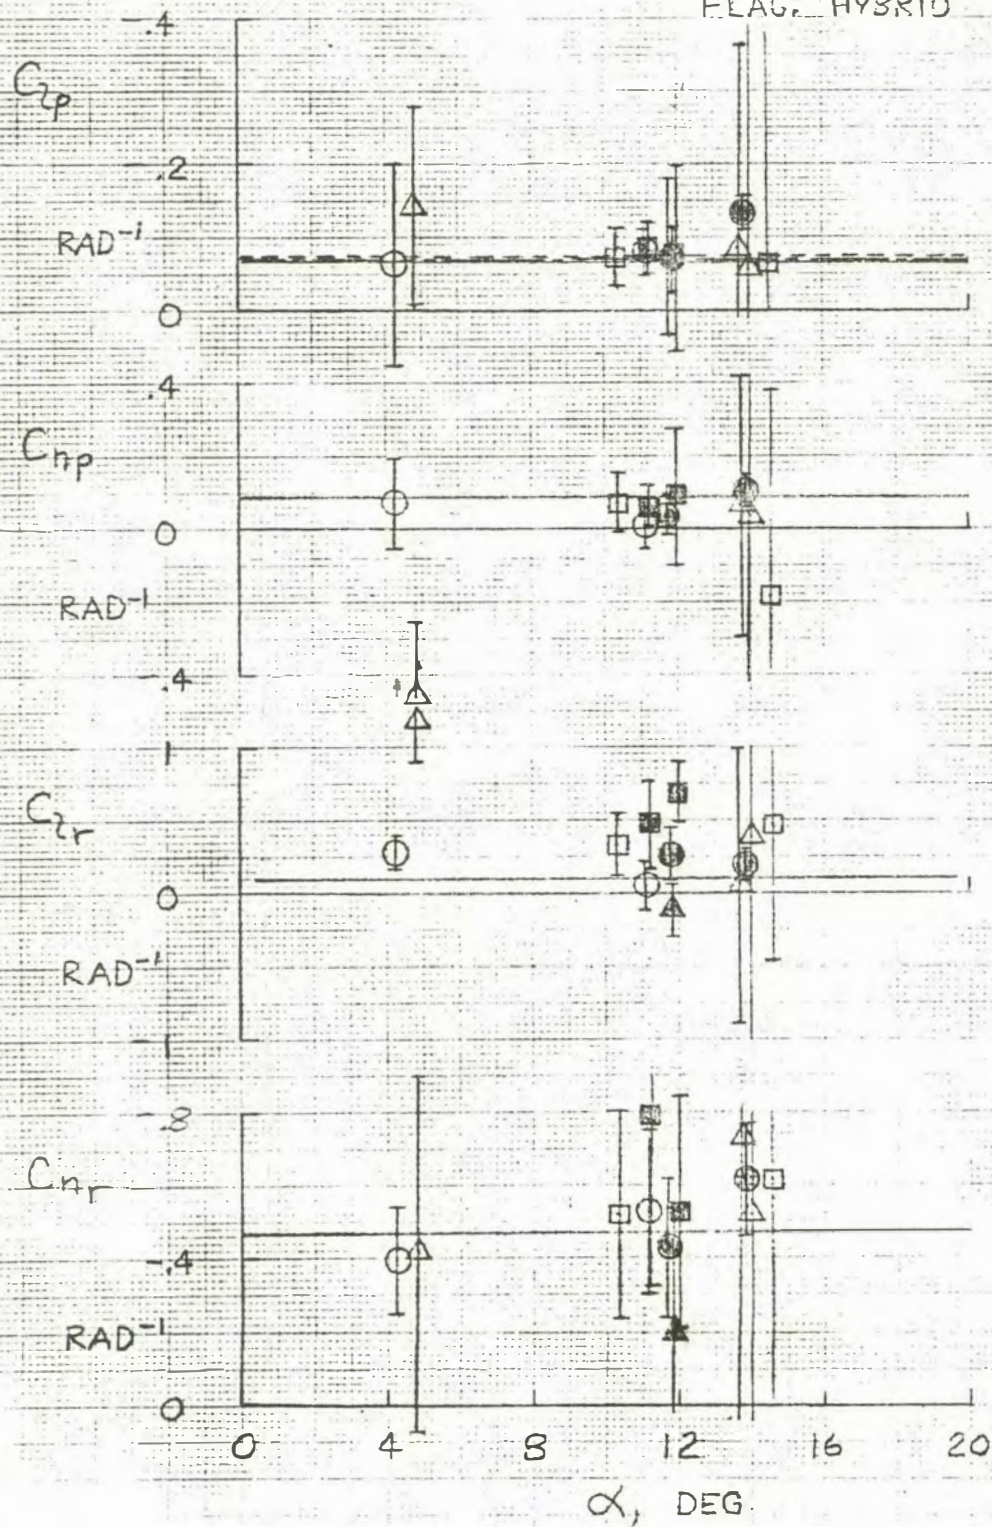 FLAG. HYBRID
-.4
Clp
-.2
RAD⁻¹
0
.4
Cnp
0
RAD⁻¹
-.4
1
Clr
0
RAD⁻¹
-1
-.8
Cnr
-.4
RAD⁻¹
0
0 4 8 12 16 20
α, DEG.